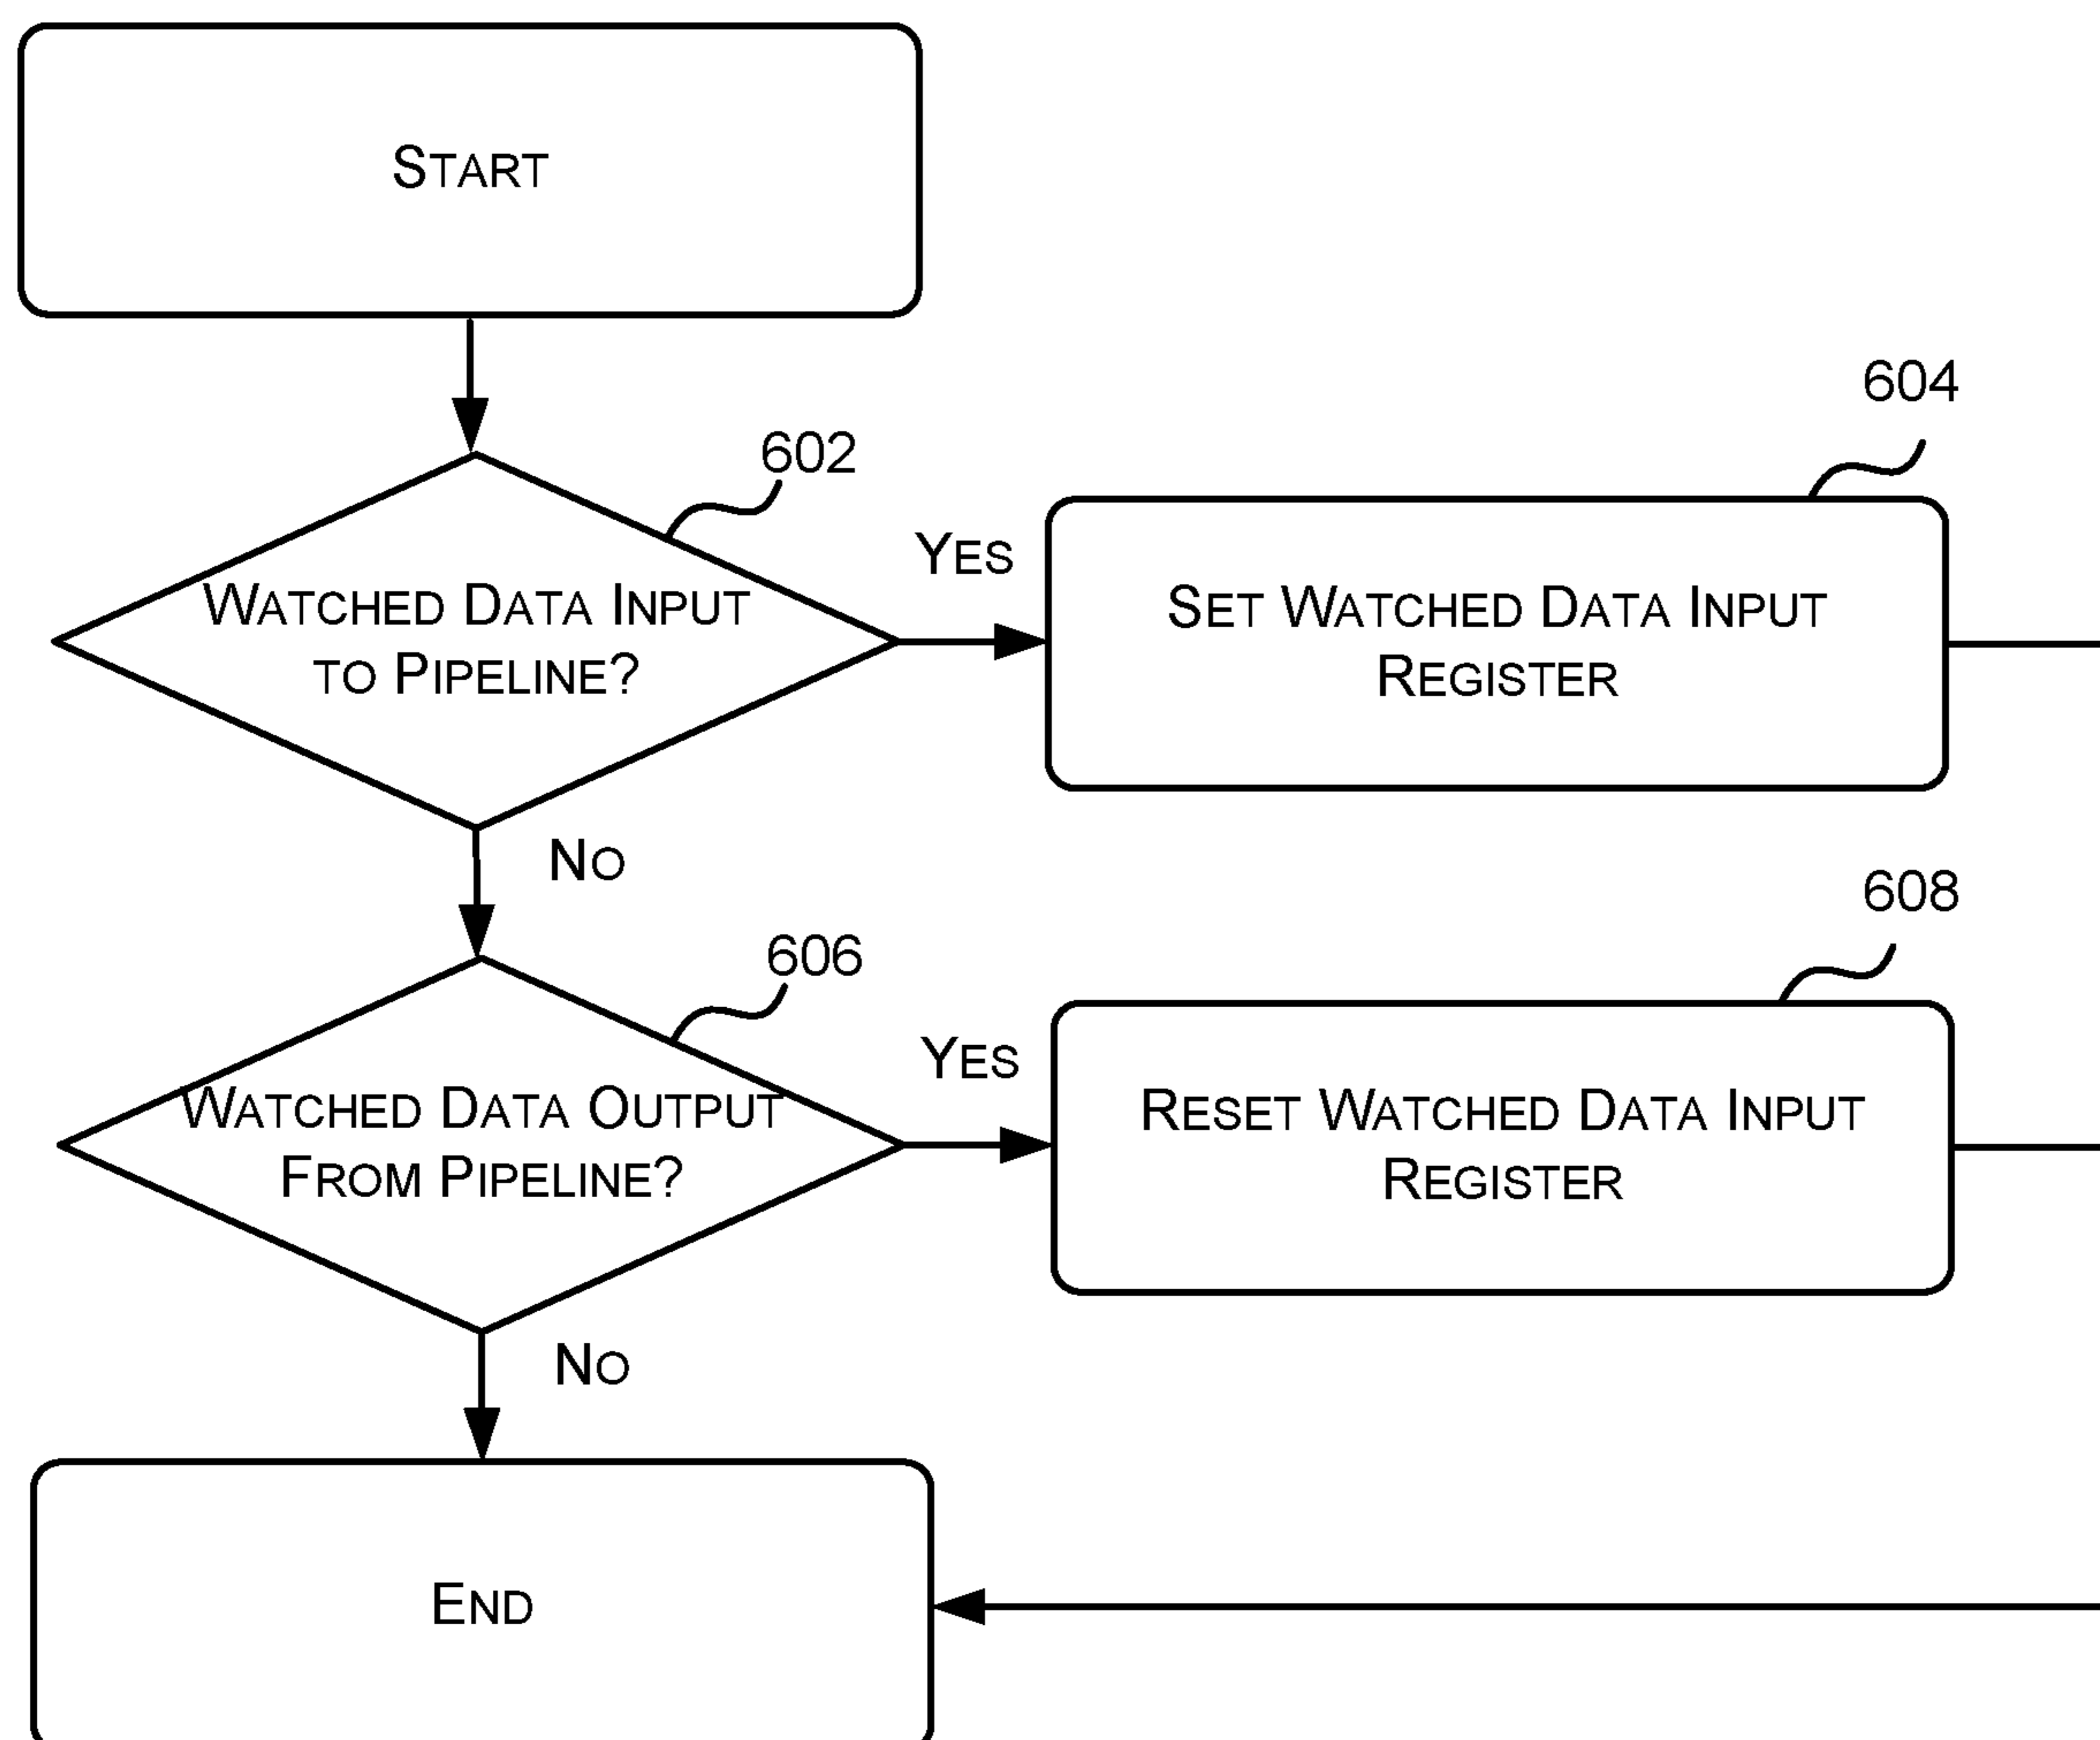 START
604
602
YES
WATCHED DATA INPUT
TO PIPELINE?
SET WATCHED DATA INPUT
REGISTER
NO
608
606
YES
WATCHED DATA OUTPUT
FROM PIPELINE?
RESET WATCHED DATA INPUT
REGISTER
NO
END